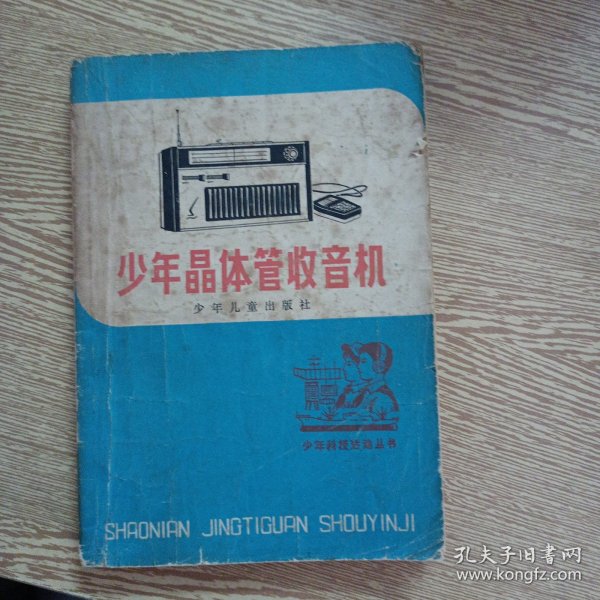 少年晶体管收音机
少年儿童出版社
少年科技活动丛书
SHAONIAN JINGTIGUAN SHOUYINJI
孔夫子旧书网
www.kongfz.com